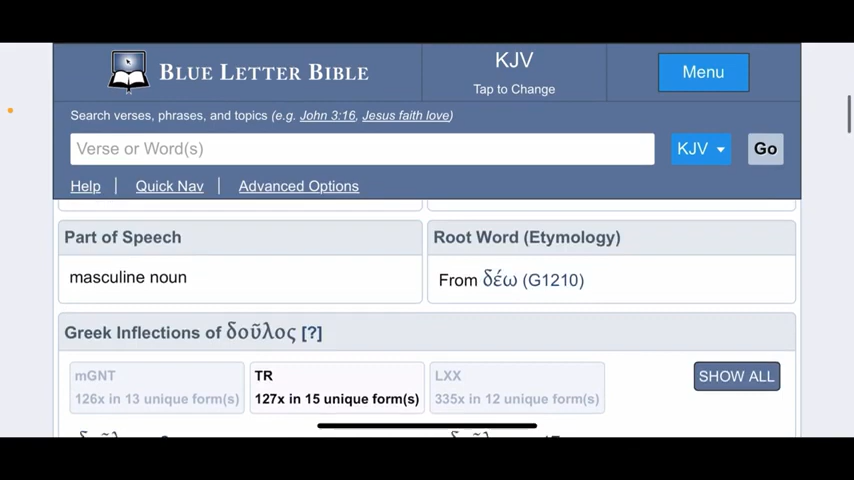 BLUE LETTER BIBLE
KJV
Tap to Change
Menu
Search verses, phrases, and topics (e.g. John 3:16, Jesus faith love)
Verse or Word(s)
KJV
Go
Help | Quick Nav | Advanced Options
Part of Speech
masculine noun
Root Word (Etymology)
From δέω (G1210)
Greek Inflections of δοῦλος [?]
mGNT
126x in 13 unique form(s)
TR
127x in 15 unique form(s)
LXX
335x in 12 unique form(s)
SHOW ALL